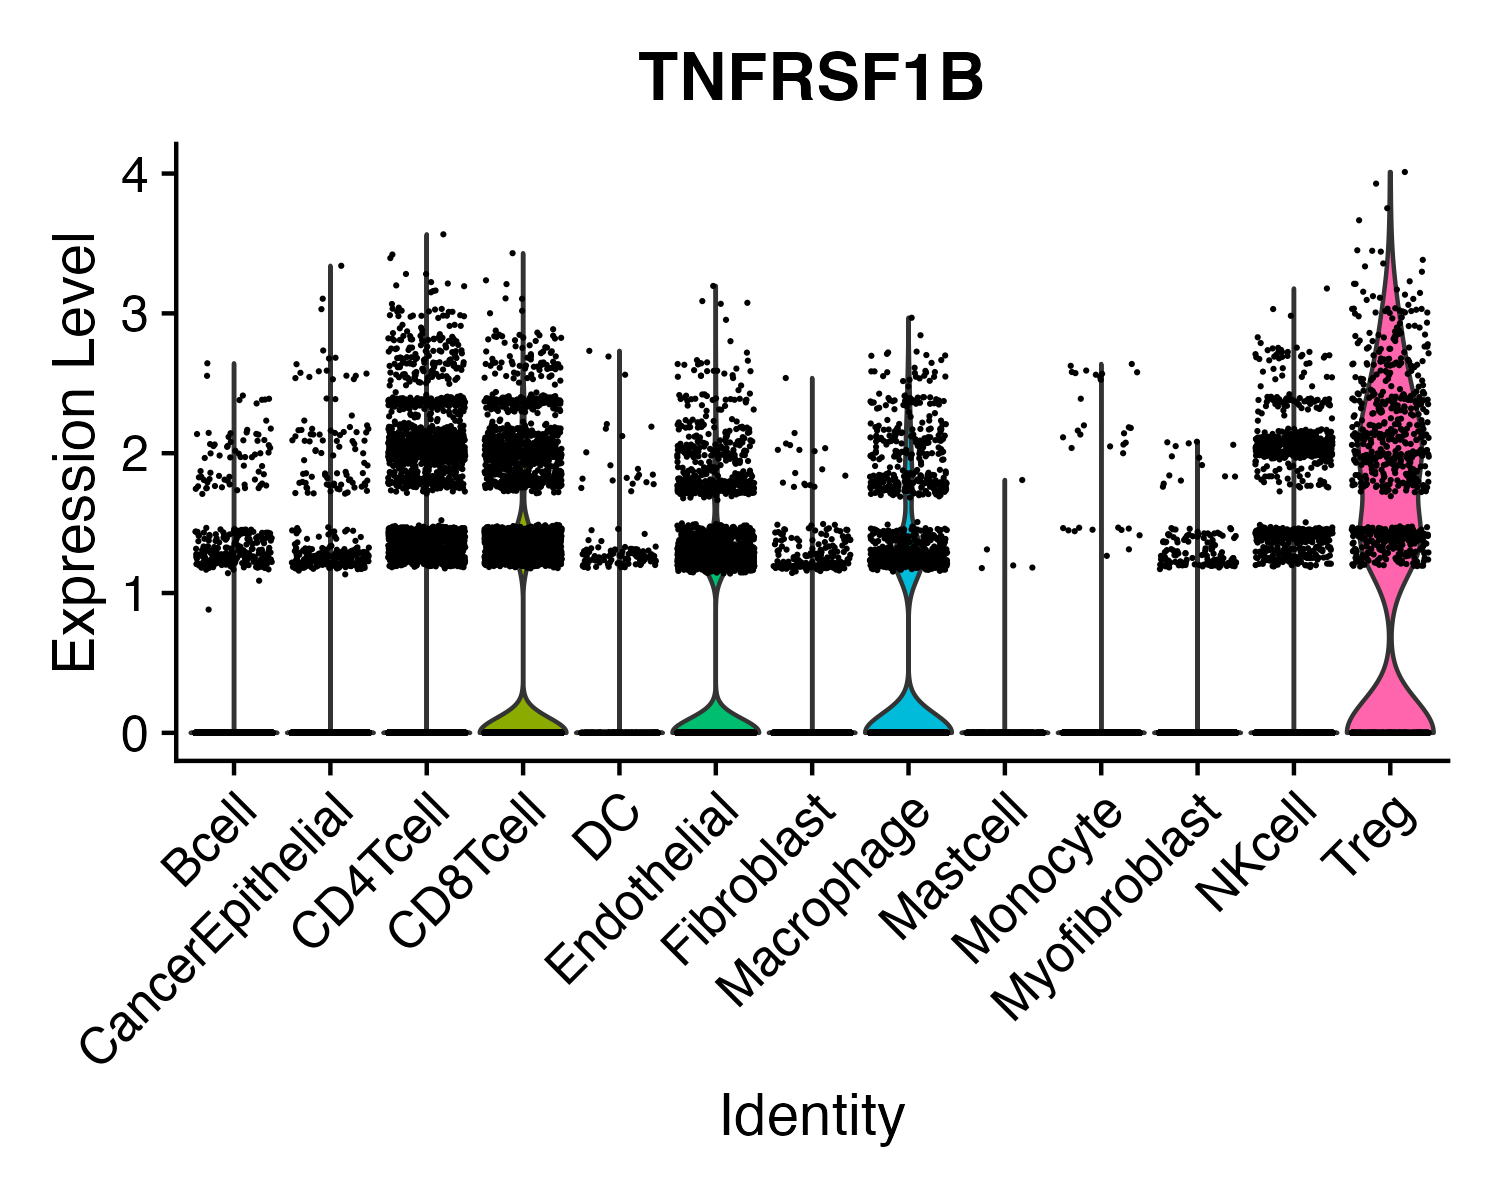 TNFRSF1B
Expression Level
4
3
2
1
0
Bcell
CancerEpithelial
CD4Tcell
CD8Tcell
DC
Endothelial
Fibroblast
Macrophage
Mastcell
Monocyte
Myofibroblast
NKcell
Treg
Identity